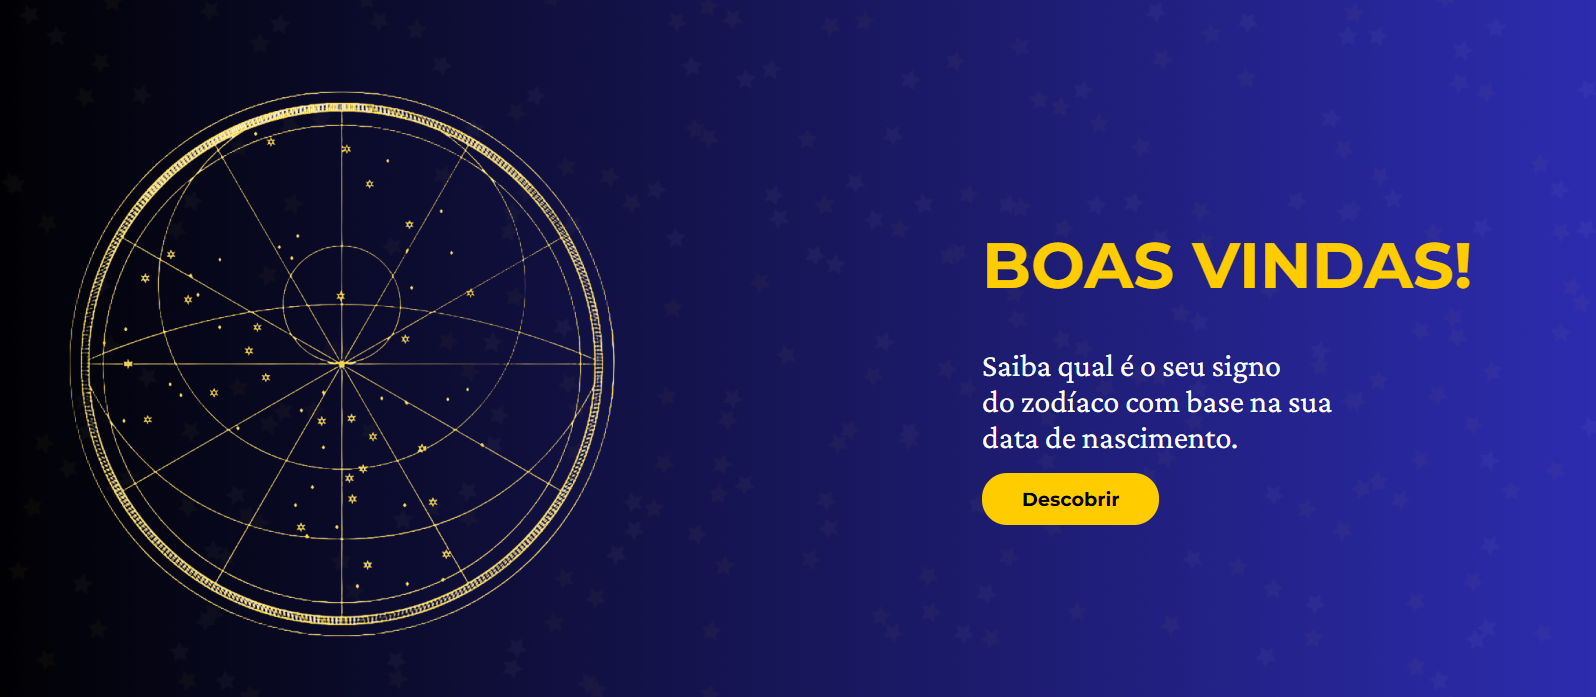 BOAS VINDAS!
Saiba qual é o seu signo
do zodíaco com base na sua
data de nascimento.
Descobrir